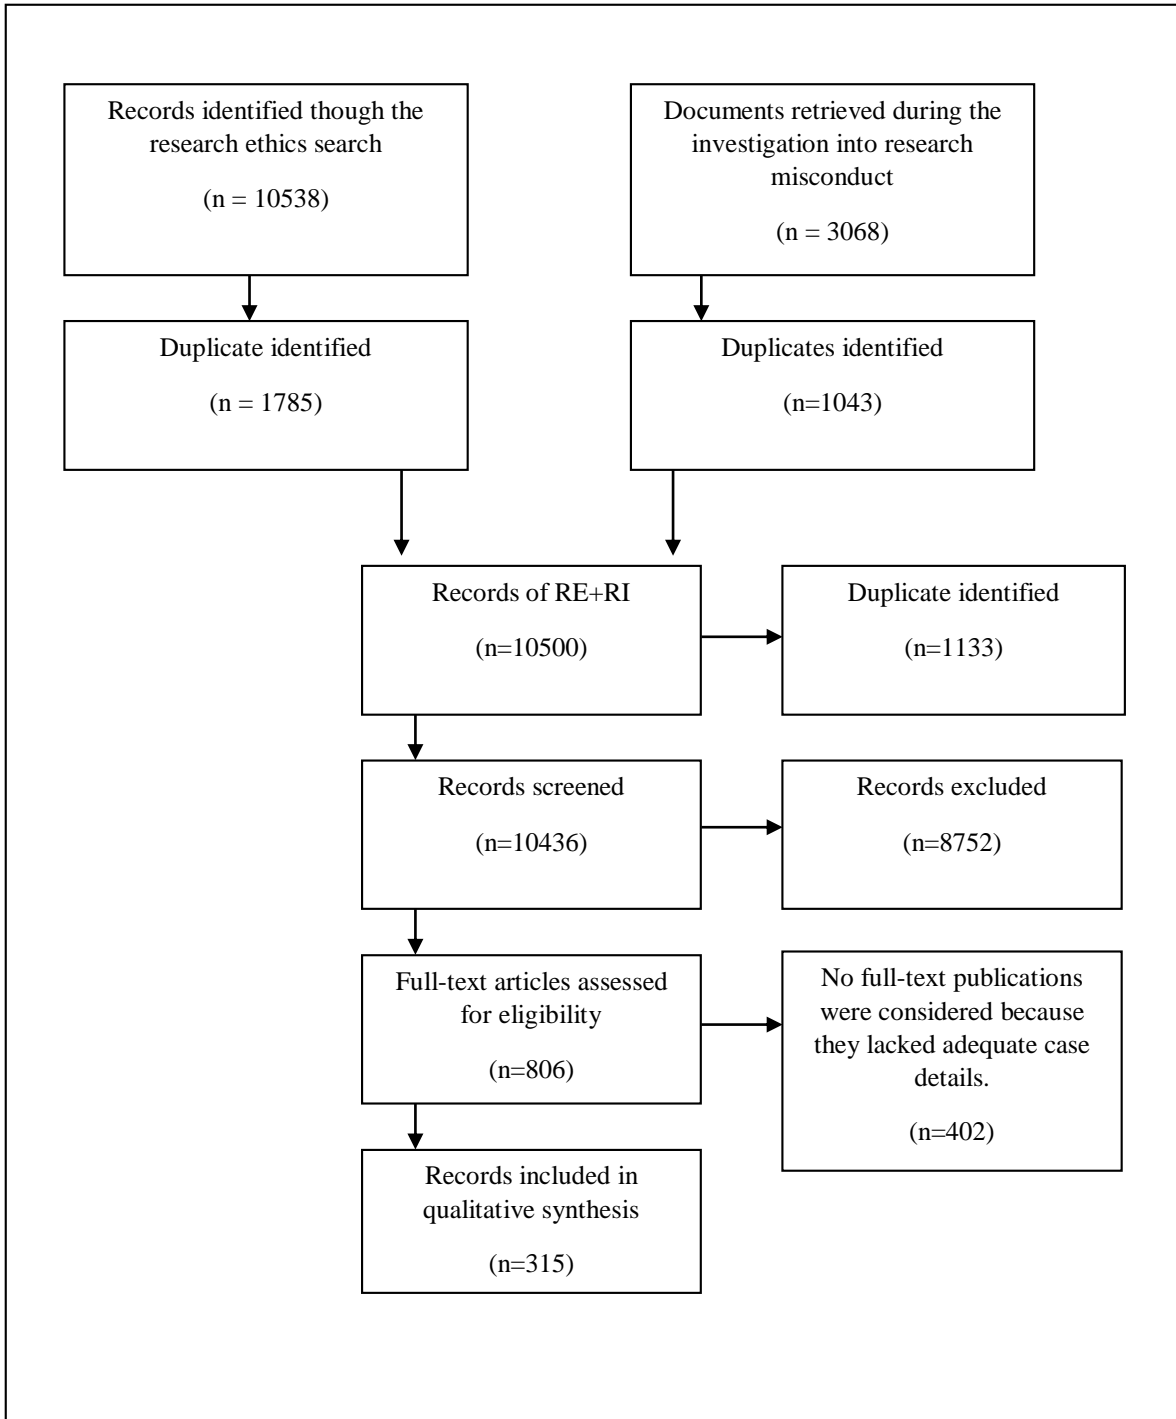 Records identified though the
research ethics search
(n = 10538)
Documents retrieved during the
investigation into research
misconduct
(n = 3068)
Duplicate identified
(n = 1785)
Duplicates identified
(n=1043)
Records of RE+RI
(n=10500)
Duplicate identified
(n=1133)
Records screened
(n=10436)
Records excluded
(n=8752)
Full-text articles assessed
for eligibility
(n=806)
No full-text publications
were considered because
they lacked adequate case
details.
(n=402)
Records included in
qualitative synthesis
(n=315)